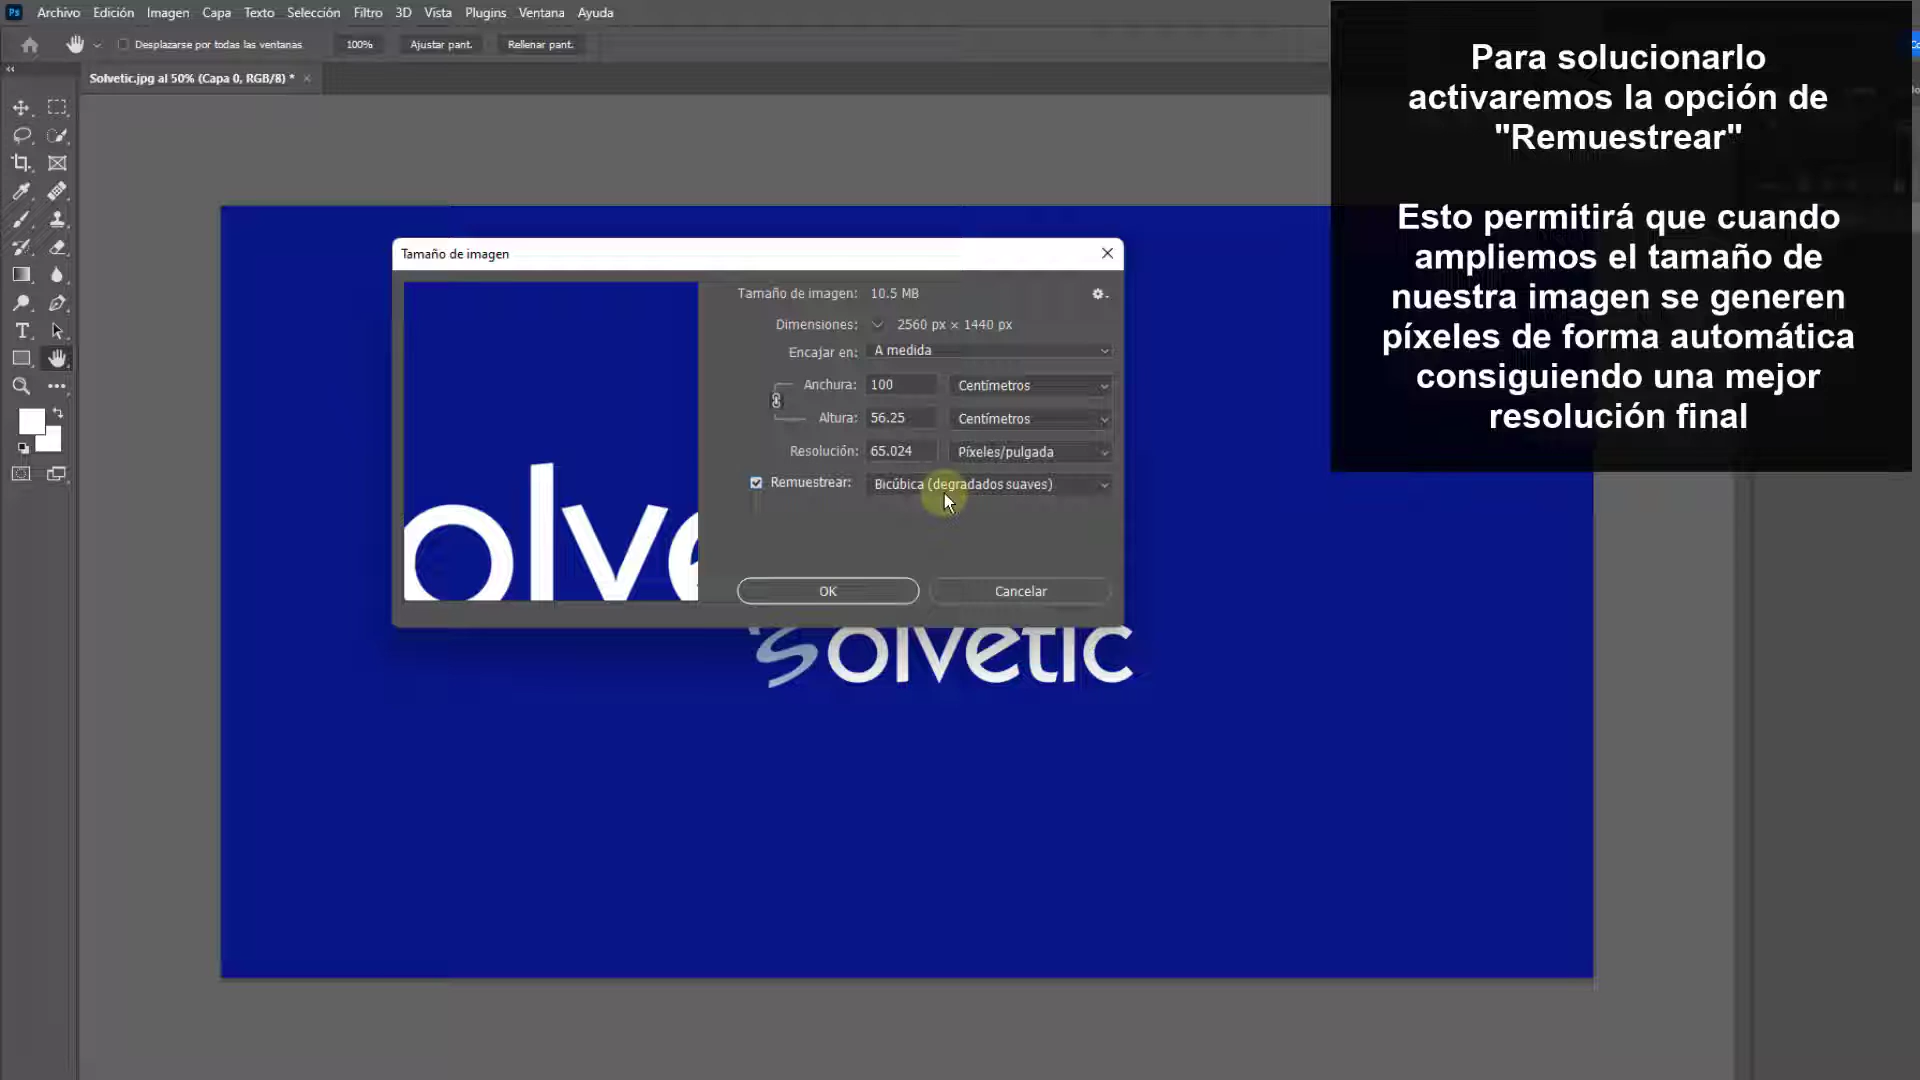 Ps Archivo Edición Imagen Capa Texto Selección Filtro 3D Vista Plugins Ventana Ayuda
Desplazarse por todas las ventanas 100% Ajustar pant. Rellenar pant.
Solvetic.jpg al 50% (Capa 0, RGB/8) *
Para solucionarlo
activaremos la opción de
"Remuestrear"
Esto permitirá que cuando
ampliemos el tamaño de
nuestra imagen se generen
píxeles de forma automática
consiguiendo una mejor
resolución final
Tamaño de imagen
Tamaño de imagen: 10.5 MB
Dimensiones: 2560 px × 1440 px
Encajar en: A medida
Anchura: 100 Centímetros
Altura: 56.25 Centímetros
Resolución: 65.024 Píxeles/pulgada
Remuestrear: Bicúbica (degradados suaves)
OK Cancelar
olve
Solvetic